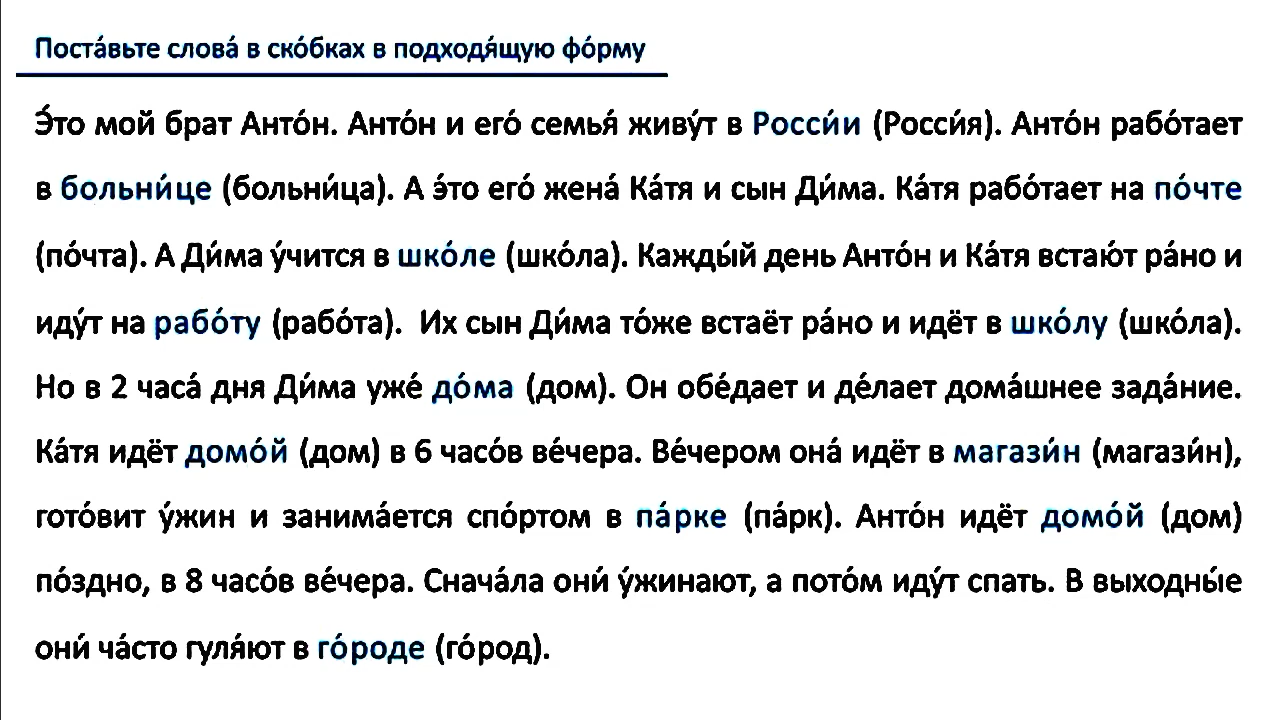 Поста́вьте слова́ в ско́бках в подходя́щую фо́рму
Э́то мой брат Анто́н. Анто́н и его́ семья́ живу́т в Росси́и (Росси́я). Анто́н рабо́тает
в больни́це (больни́ца). А э́то его́ жена́ Ка́тя и сын Ди́ма. Ка́тя рабо́тает на по́чте
(по́чта). А Ди́ма у́чится в шко́ле (шко́ла). Кажды́й день Анто́н и Ка́тя встаю́т ра́но и
иду́т на рабо́ту (рабо́та). Их сын Ди́ма то́же встаёт ра́но и идёт в шко́лу (шко́ла).
Но в 2 часа́ дня Ди́ма уже́ до́ма (дом). Он обе́дает и де́лает дома́шнее зада́ние.
Ка́тя идёт домо́й (дом) в 6 часо́в ве́чера. Ве́чером она́ идёт в магази́н (магази́н),
гото́вит у́жин и занима́ется спо́ртом в па́рке (па́рк). Анто́н идёт домо́й (дом)
по́здно, в 8 часо́в ве́чера. Снача́ла они́ у́жинают, а пото́м иду́т спать. В выходны́е
они́ ча́сто гуля́ют в го́роде (го́род).